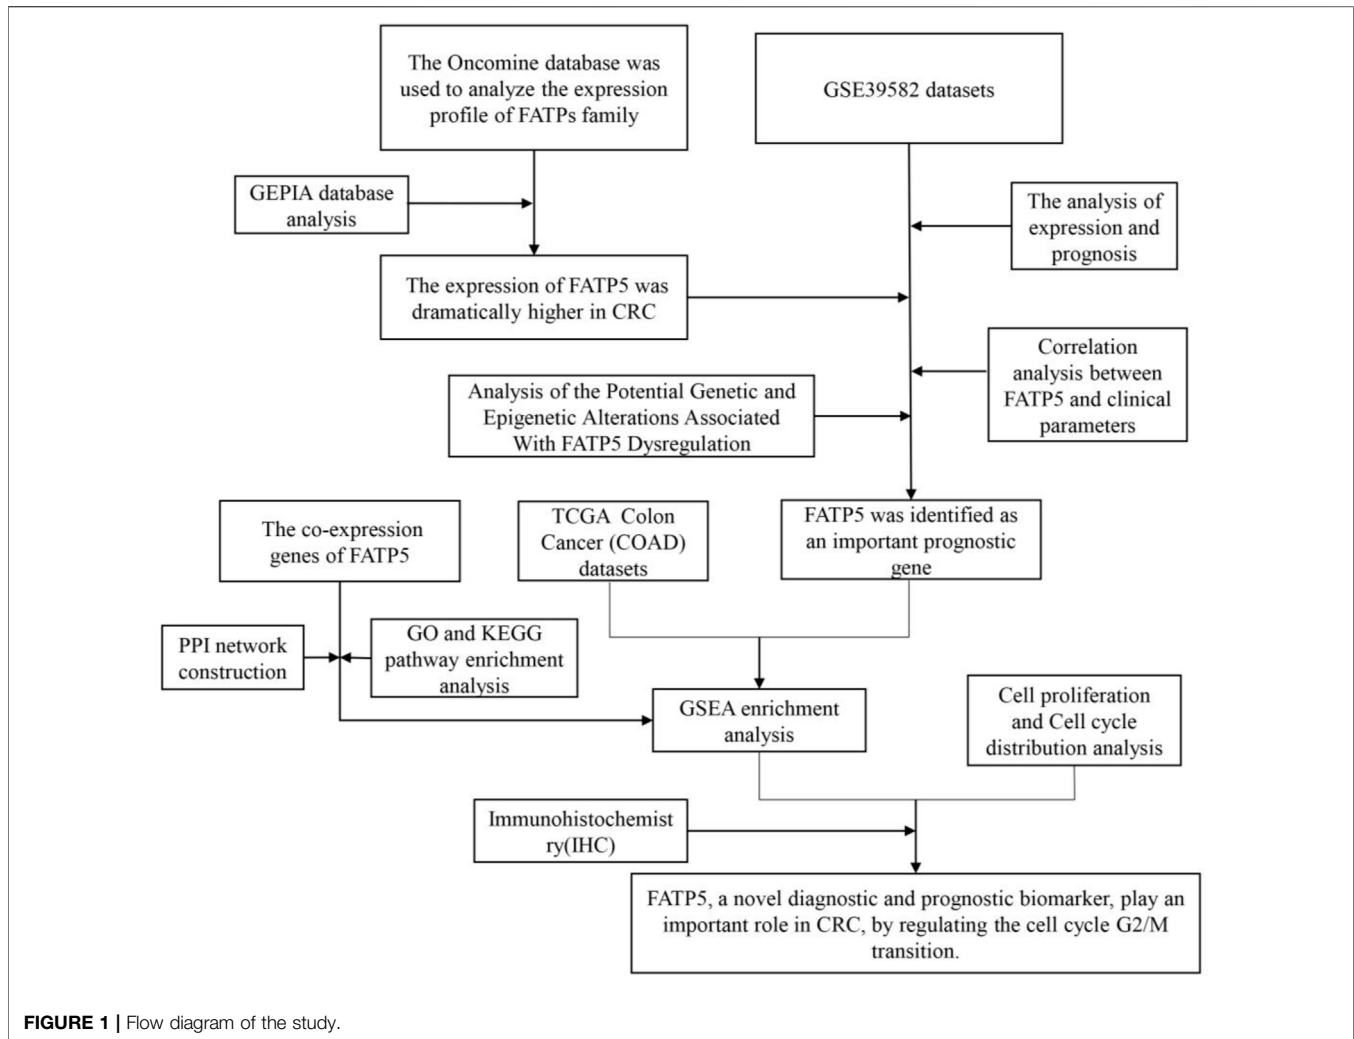 The Oncomine database was
used to analyze the expression
profile of FATPs family
GSE39582 datasets
GEPIA database
analysis
The analysis of
expression and
prognosis
The expression of FATP5 was
dramatically higher in CRC
Correlation
analysis between
FATP5 and clinical
parameters
Analysis of the Potential Genetic and
Epigenetic Alterations Associated
With FATP5 Dysregulation
The co-expression
genes of FATP5
TCGA Colon
Cancer (COAD)
datasets
FATP5 was identified as
an important prognostic
gene
PPI network
construction
GO and KEGG
pathway enrichment
analysis
GSEA enrichment
analysis
Cell proliferation
and Cell cycle
distribution analysis
Immunohistochemist
ry(IHC)
FATP5, a novel diagnostic and prognostic biomarker, play an
important role in CRC, by regulating the cell cycle G2/M
transition.
FIGURE 1 | Flow diagram of the study.